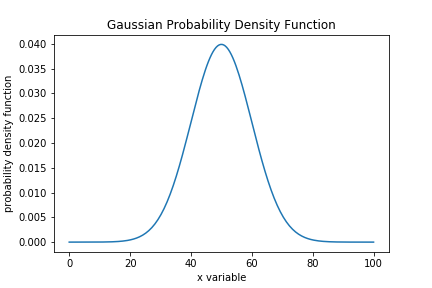 Gaussian Probability Density Function
0.040
0.035
0.030
0.025
0.020
0.015
0.010
0.005
0.000
probability density function
0 20 40 60 80 100
x variable